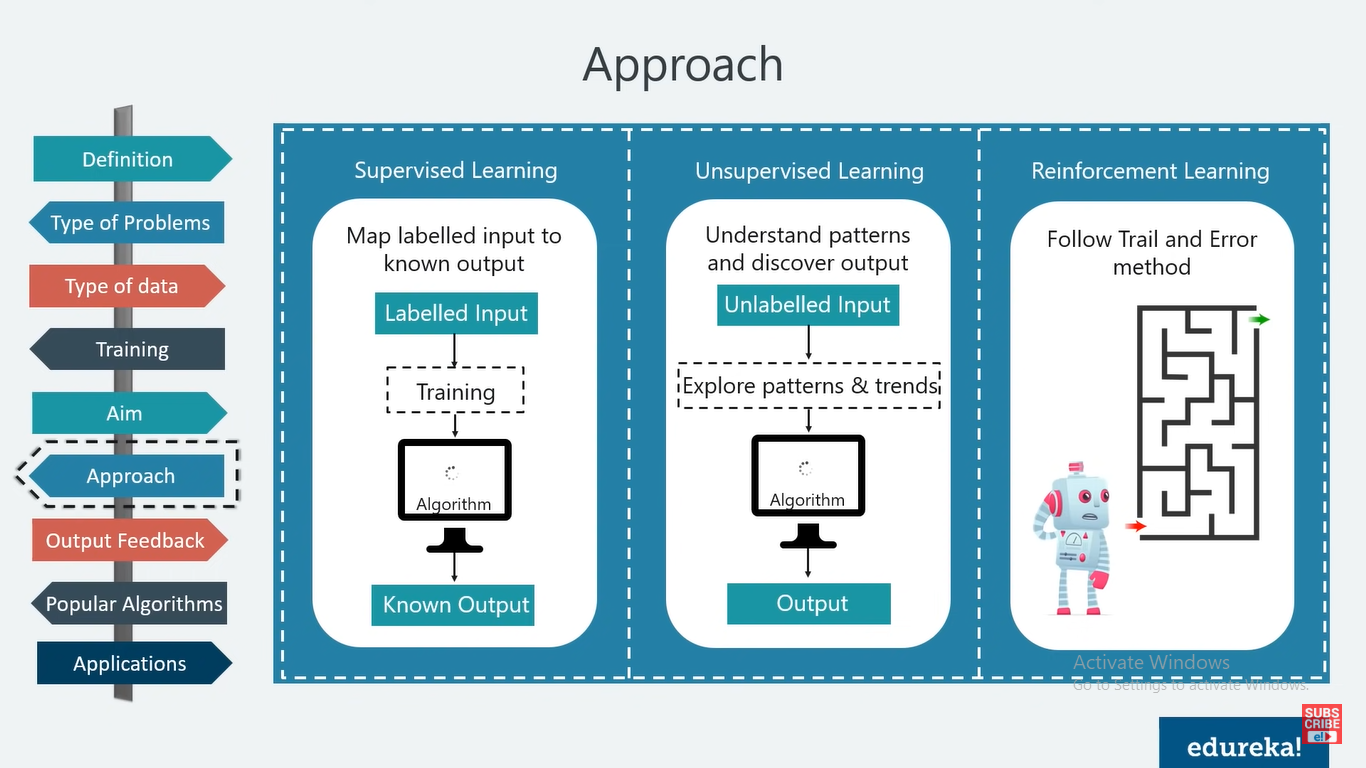 Approach
Definition
Type of Problems
Type of data
Training
Aim
Approach
Output Feedback
Popular Algorithms
Applications
Supervised Learning
Map labelled input to
known output
Labelled Input
Training
Algorithm
Known Output
Unsupervised Learning
Understand patterns
and discover output
Unlabelled Input
Explore patterns & trends
Algorithm
Output
Reinforcement Learning
Follow Trail and Error
method
Activate Windows
Go to Settings to activate Windows.
SUBS
CRIBE
e!
edureka!